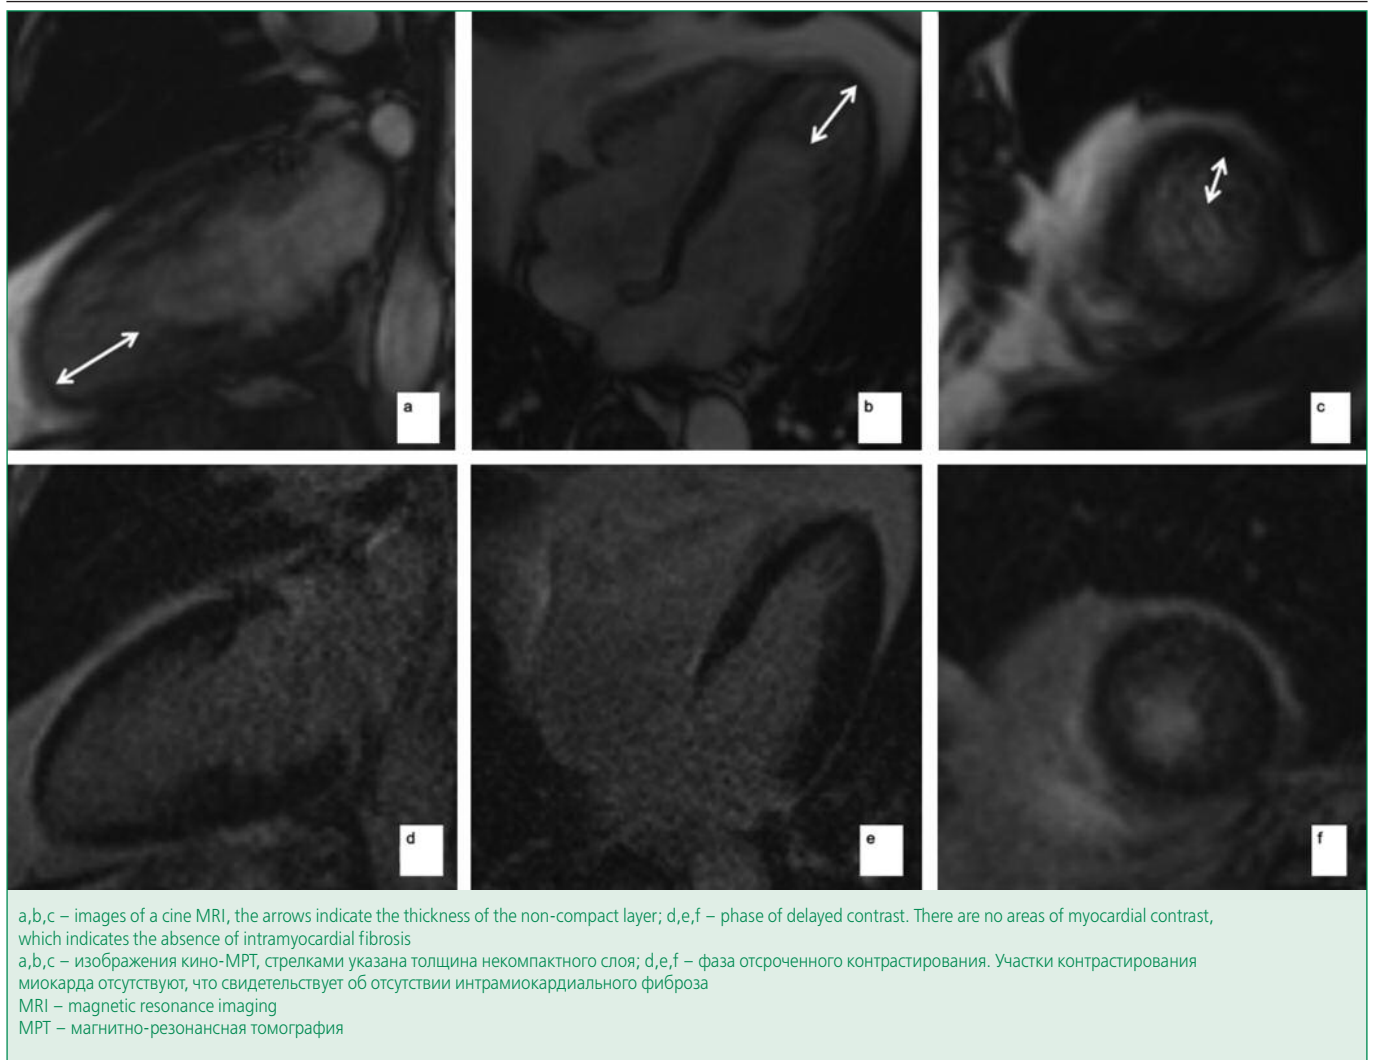 a
b
c
d
e
f
a,b,c – images of a cine MRI, the arrows indicate the thickness of the non-compact layer; d,e,f – phase of delayed contrast. There are no areas of myocardial contrast,
which indicates the absence of intramyocardial fibrosis
a,b,c – изображения кино-МРТ, стрелками указана толщина некомпактного слоя; d,e,f – фаза отсроченного контрастирования. Участки контрастирования
миокарда отсутствуют, что свидетельствует об отсутствии интрамиокардиального фиброза
MRI – magnetic resonance imaging
МРТ – магнитно-резонансная томография